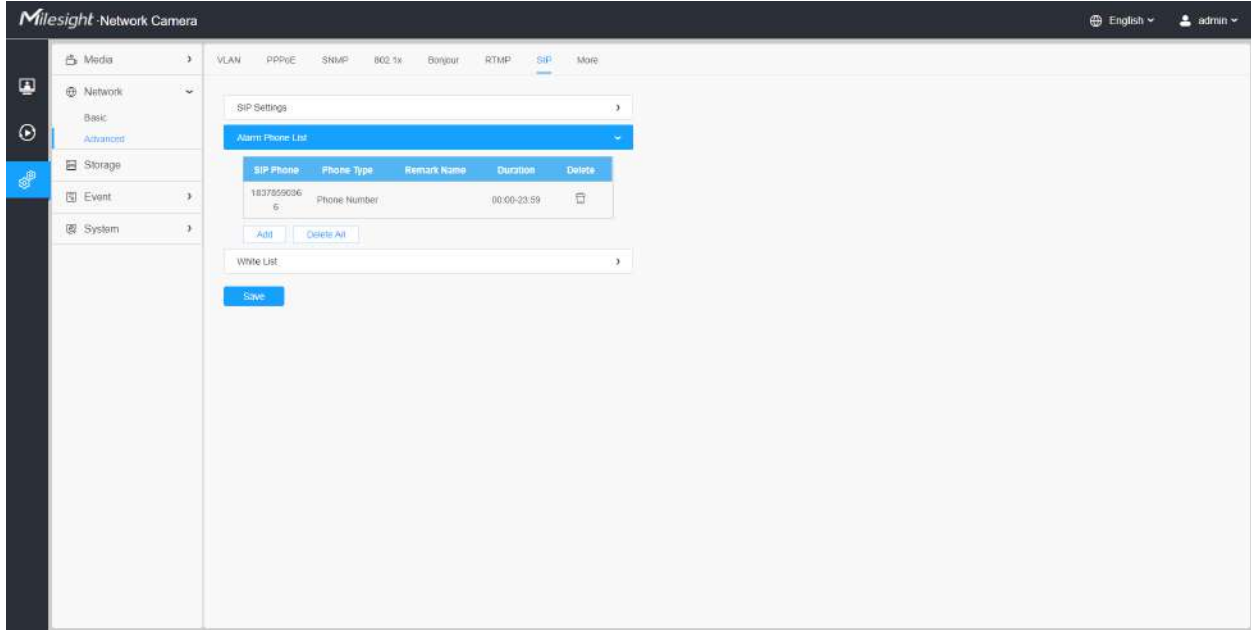 Milesight-Network Camera
English
admin
Media
Network
Basic
Advanced
Storage
Event
System
VLAN PPPoE SNMP 802.1x Bonjour RTMP SIP More
SIP Settings
Alarm Phone List
SIP Phone Phone Type Remark Name Duration Delete
1837859036
6
Phone Number
00:00-23:59
Add Delete All
White List
Save